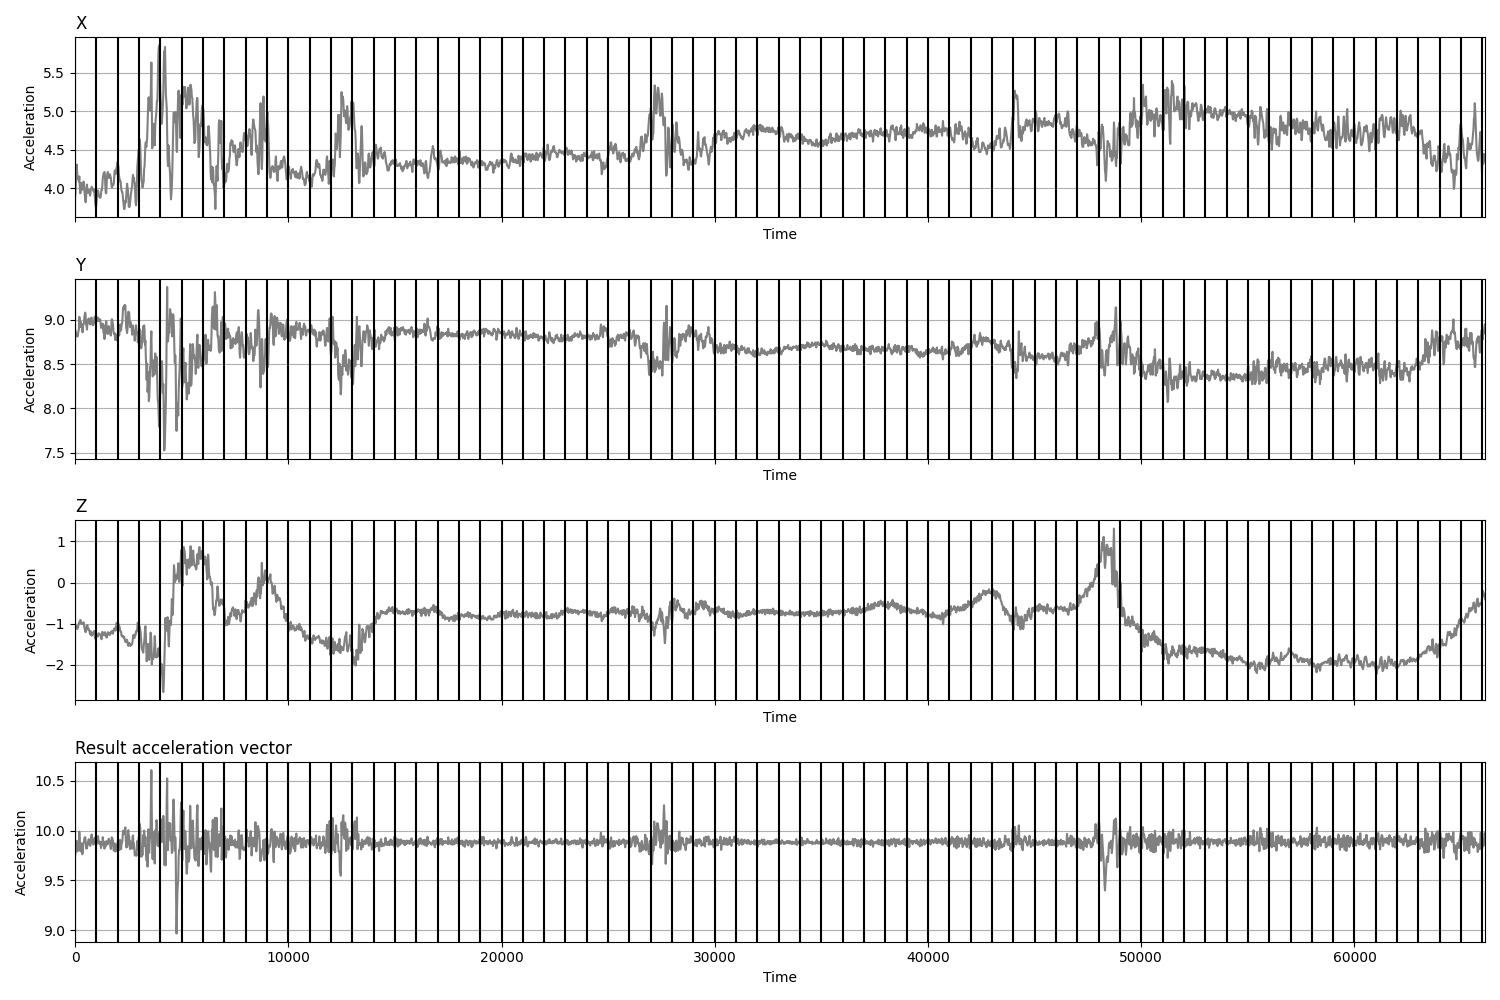 X
5.5
5.0
4.5
4.0
Acceleration
Time
Y
9.0
8.5
8.0
7.5
Acceleration
Time
Z
1
0
−1
−2
Acceleration
Time
Result acceleration vector
10.5
10.0
9.5
9.0
Acceleration
0 10000 20000 30000 40000 50000 60000
Time